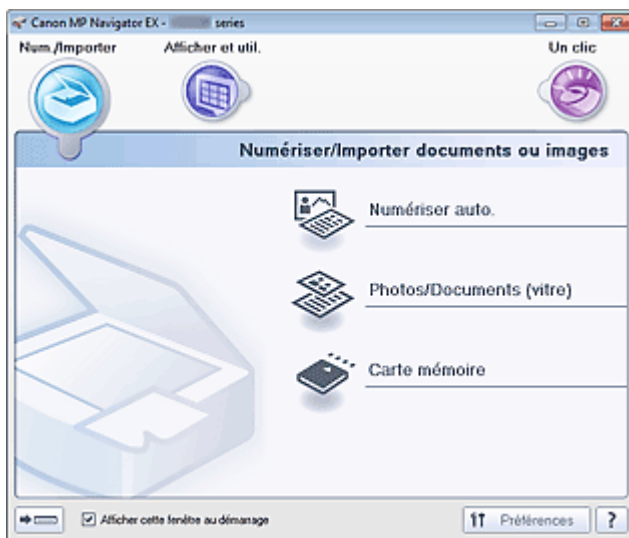 Canon MP Navigator EX - series
Num./Importer
Afficher et util.
Un clic
Numériser/Importer documents ou images
Numériser auto.
Photos/Documents (vitre)
Carte mémoire
Afficher cette fenêtre au démarrage
Préférences
?